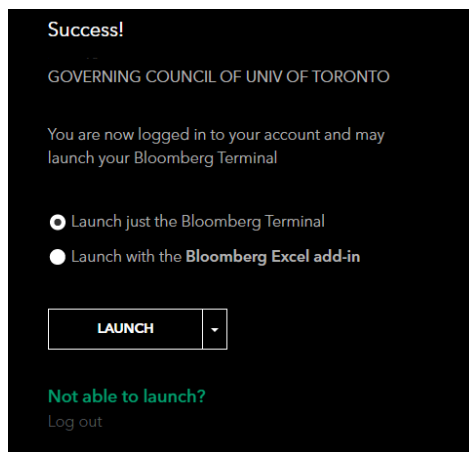 Success!
GOVERNING COUNCIL OF UNIV OF TORONTO
You are now logged in to your account and may
launch your Bloomberg Terminal
Launch just the Bloomberg Terminal
Launch with the Bloomberg Excel add-in
LAUNCH
Not able to launch?
Log out